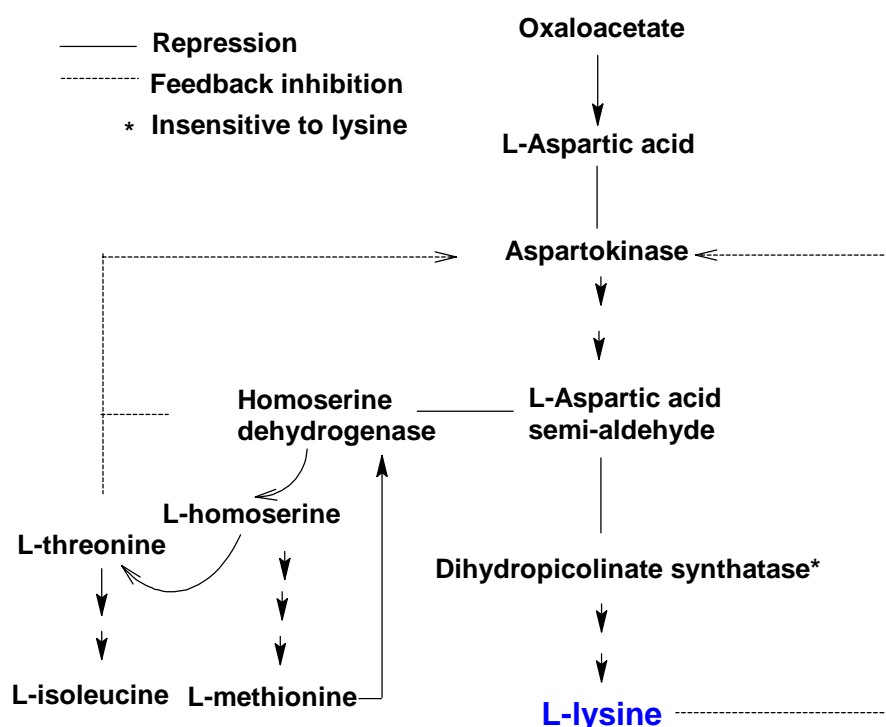 Repression
Feedback inhibition
* Insensitive to lysine
Oxaloacetate
L-Aspartic acid
Aspartokinase
L-Aspartic acid
semi-aldehyde
Homoserine
dehydrogenase
L-homoserine
L-threonine
Dihydropicolinate synthatase*
L-isoleucine
L-methionine
L-lysine